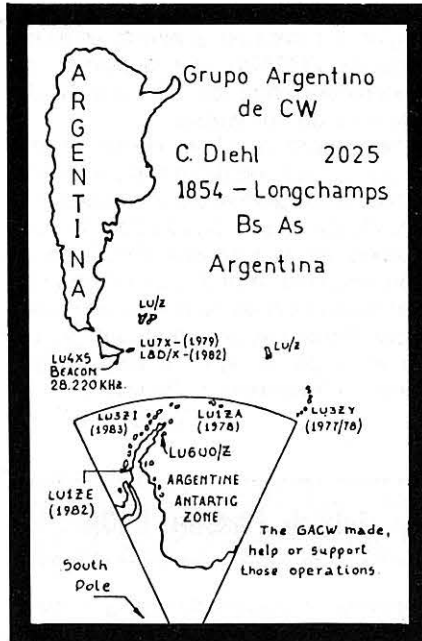 ARGENTINA
Grupo Argentino
de CW
C. Diehl 2025
1854 - Longchamps
Bs As
Argentina
LU/Z
LU4XS
BEACON
28.220 KHz.
LU7X-(1979)
L8D/X-(1982)
LU/Z
LU3ZI
(1983)
LU1ZA
(1978)
LU3ZY
(1977/78)
LU6UO/Z
LU1ZE
(1982)
ARGENTINE
ANTARTIC
ZONE
The GACW made,
help or support
those operations.
South
Pole